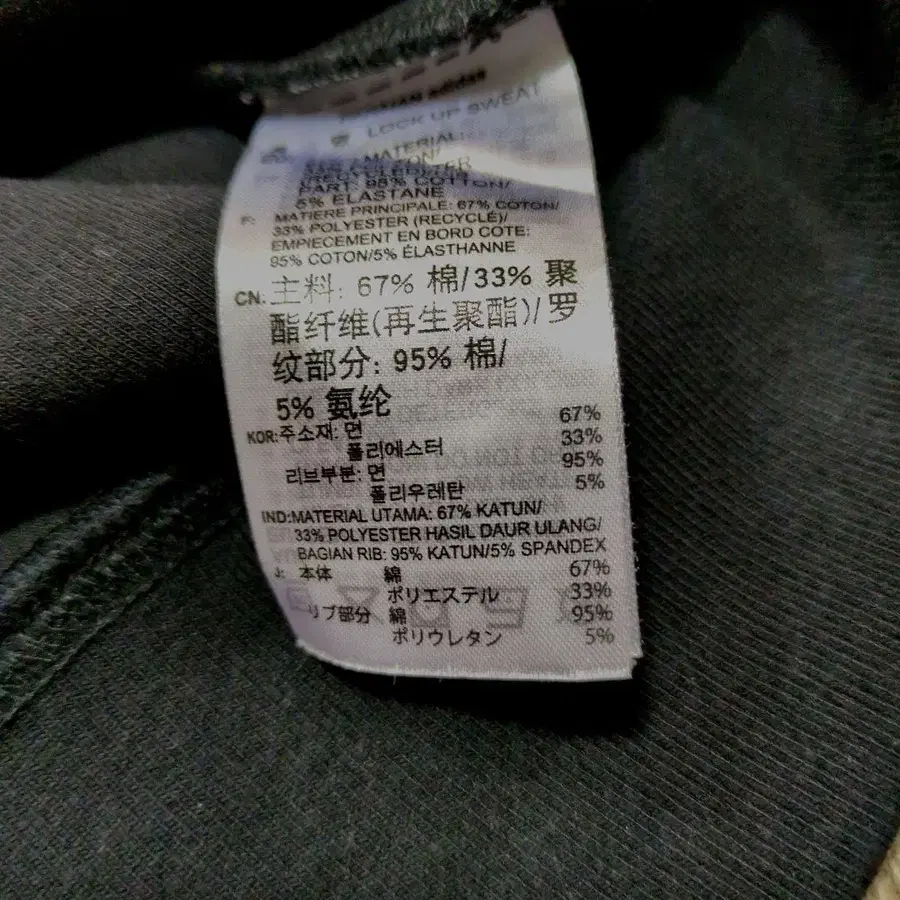 adidas
LOCK UP SWEAT
MATERIAL:
PART: 95% COTTON/
5% ELASTANE
F: MATIERE PRINCIPALE: 67% COTON/
33% POLYESTER (RECYCLÉ)/
EMPIECEMENT EN BORD COTE:
95% COTON/5% ÉLASTHANNE
CN: 主料: 67% 棉/33% 聚
酯纤维(再生聚酯)/罗
纹部分: 95% 棉/
5% 氨纶
KOR: 주소재: 면 67%
폴리에스터 33%
리브부분: 면 95%
폴리우레탄 5%
IND: MATERIAL UTAMA: 67% KATUN/
33% POLYESTER HASIL DAUR ULANG/
BAGIAN RIB: 95% KATUN/5% SPANDEX
J: 本体 綿 67%
ポリエステル 33%
リブ部分 綿 95%
ポリウレタン 5%